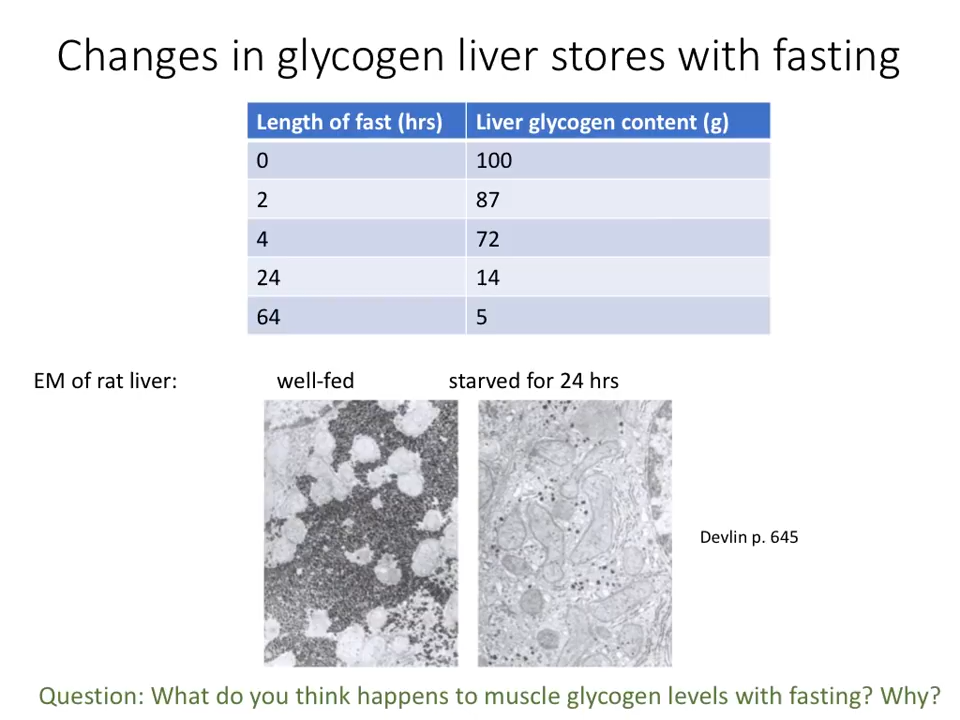 Changes in glycogen liver stores with fasting
Length of fast (hrs) Liver glycogen content (g)
0 100
2 87
4 72
24 14
64 5
EM of rat liver: well-fed starved for 24 hrs
Devlin p. 645
Question: What do you think happens to muscle glycogen levels with fasting? Why?